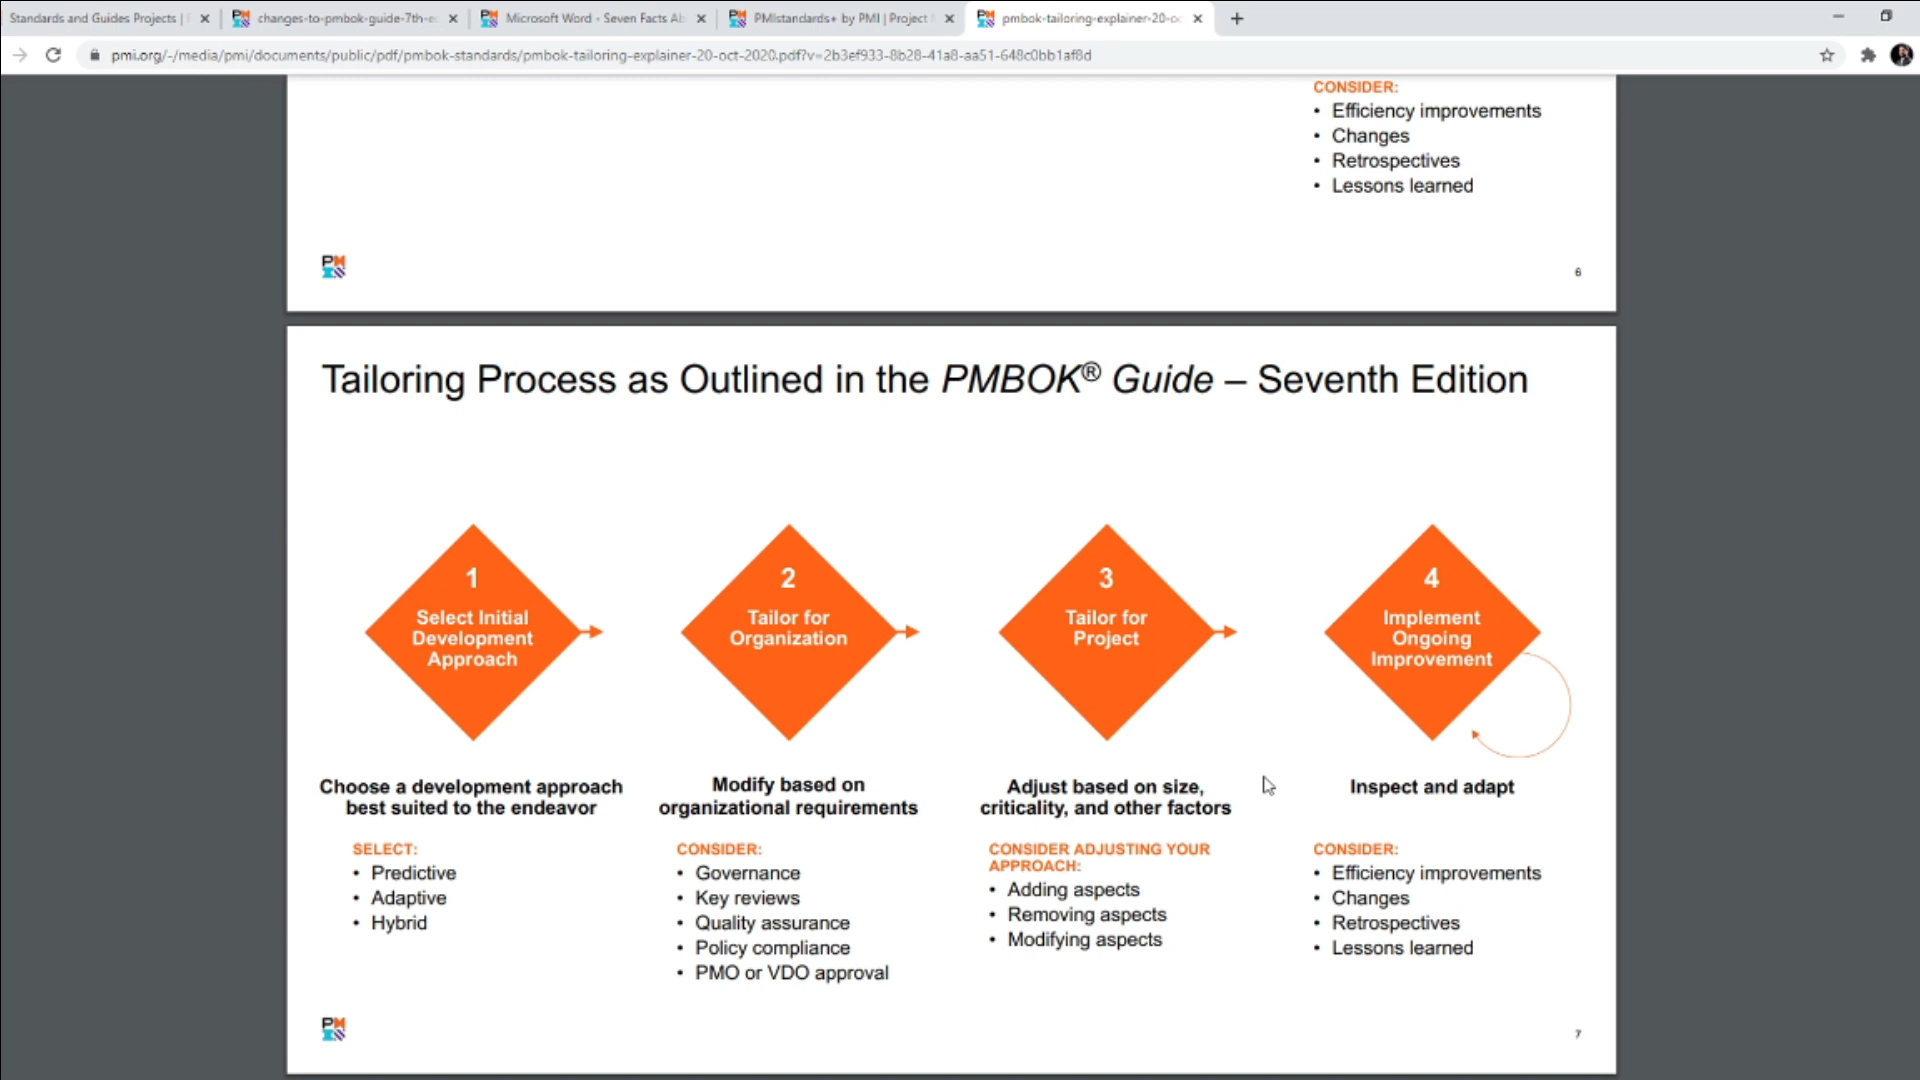 Standards and Guides Projects |
changes-to-pmbok-guide-7th-e
Microsoft Word - Seven Facts Ab
PMIstandards+ by PMI | Project
pmbok-tailoring-explainer-20-oc
pmi.org/-/media/pmi/documents/public/pdf/pmbok-standards/pmbok-tailoring-explainer-20-oct-2020.pdf?v=2b3ef933-8b28-41a8-aa51-648c0bb1af8d
CONSIDER:
• Efficiency improvements
• Changes
• Retrospectives
• Lessons learned
PM
6
Tailoring Process as Outlined in the PMBOK® Guide – Seventh Edition
1
Select Initial
Development
Approach
Choose a development approach
best suited to the endeavor
SELECT:
• Predictive
• Adaptive
• Hybrid
2
Tailor for
Organization
Modify based on
organizational requirements
CONSIDER:
• Governance
• Key reviews
• Quality assurance
• Policy compliance
• PMO or VDO approval
3
Tailor for
Project
Adjust based on size,
criticality, and other factors
CONSIDER ADJUSTING YOUR
APPROACH:
• Adding aspects
• Removing aspects
• Modifying aspects
4
Implement
Ongoing
Improvement
Inspect and adapt
CONSIDER:
• Efficiency improvements
• Changes
• Retrospectives
• Lessons learned
PM
7